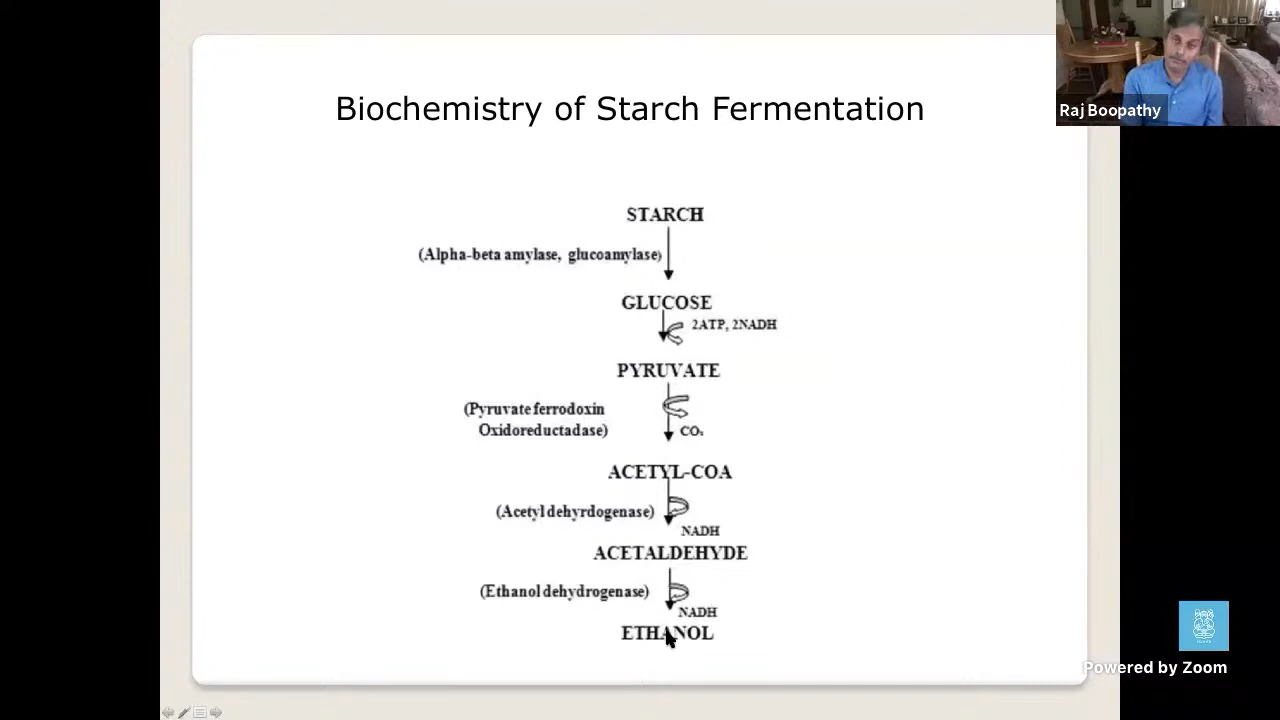 Biochemistry of Starch Fermentation
Raj Boopathy
STARCH
(Alpha-beta amylase, glucoamylase)
GLUCOSE
2ATP, 2NADH
PYRUVATE
(Pyruvate ferrodoxin
Oxidoreductadase)
CO₂
ACETYL-COA
(Acetyl dehyrdogenase)
NADH
ACETALDEHYDE
(Ethanol dehydrogenase)
NADH
ETHANOL
Powered by Zoom